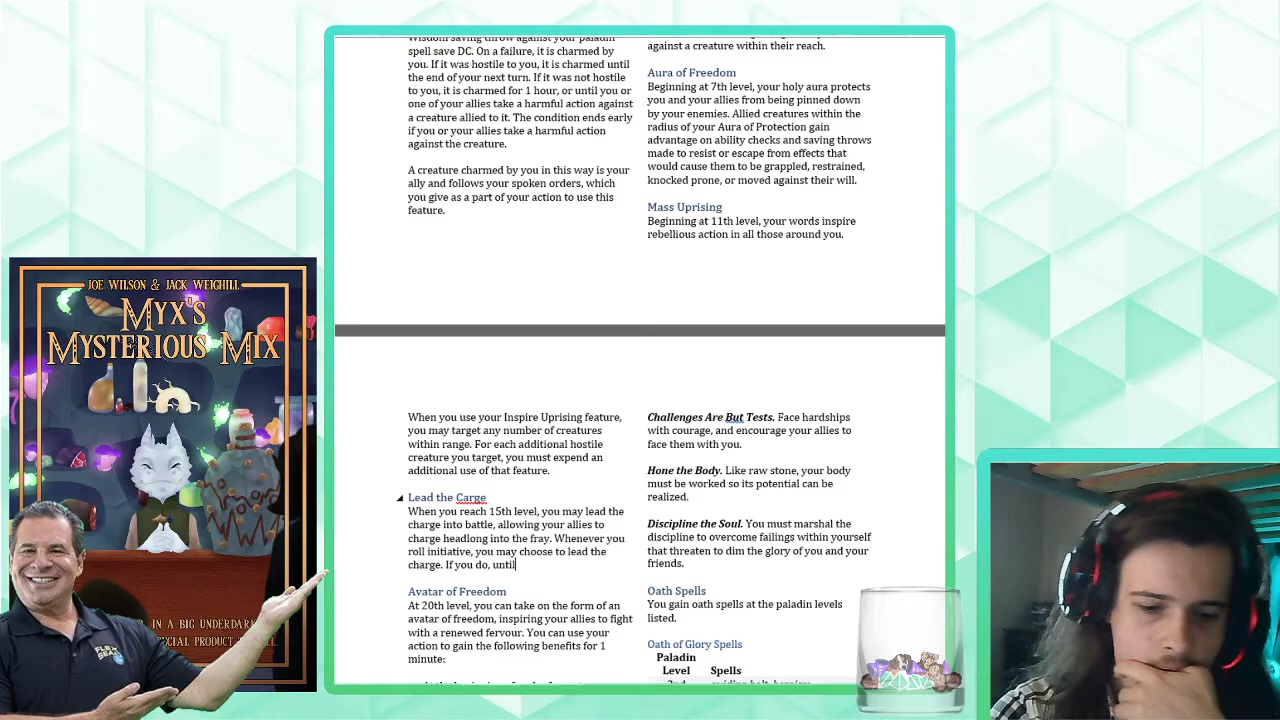 Wisdom saving throw against your paladin
spell save DC. On a failure, it is charmed by
you. If it was hostile to you, it is charmed until
the end of your next turn. If it was not hostile
to you, it is charmed for 1 hour, or until you or
one of your allies take a harmful action against
a creature allied to it. The condition ends early
if you or your allies take a harmful action
against the creature.
A creature charmed by you in this way is your
ally and follows your spoken orders, which
you give as a part of your action to use this
feature.
against a creature within their reach.
Aura of Freedom
Beginning at 7th level, your holy aura protects
you and your allies from being pinned down
by your enemies. Allied creatures within the
radius of your Aura of Protection gain
advantage on ability checks and saving throws
made to resist or escape from effects that
would cause them to be grappled, restrained,
knocked prone, or moved against their will.
Mass Uprising
Beginning at 11th level, your words inspire
rebellious action in all those around you.
When you use your Inspire Uprising feature,
you may target any number of creatures
within range. For each additional hostile
creature you target, you must expend an
additional use of that feature.
Lead the Carge
When you reach 15th level, you may lead the
charge into battle, allowing your allies to
charge headlong into the fray. Whenever you
roll initiative, you may choose to lead the
charge. If you do, until
Avatar of Freedom
At 20th level, you can take on the form of an
avatar of freedom, inspiring your allies to fight
with a renewed fervour. You can use your
action to gain the following benefits for 1
minute:
Challenges Are But Tests. Face hardships
with courage, and encourage your allies to
face them with you.
Hone the Body. Like raw stone, your body
must be worked so its potential can be
realized.
Discipline the Soul. You must marshal the
discipline to overcome failings within yourself
that threaten to dim the glory of you and your
friends.
Oath Spells
You gain oath spells at the paladin levels
listed.
Oath of Glory Spells
Paladin
Level Spells
2nd guiding bolt, heroism
JOE WILSON & JACK WEIGHILL
MYX'S
MYSTERIOUS MIX
IN A BIG UNDERDARK
FLEX
SEAL